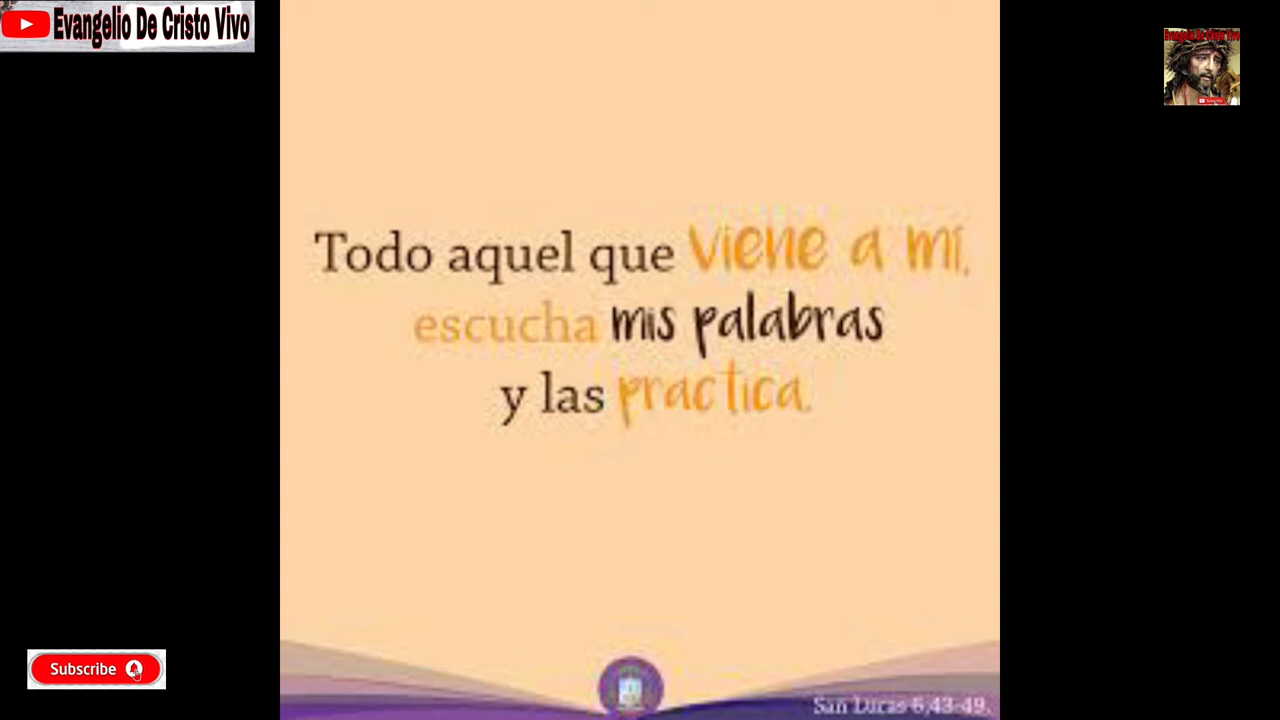 Evangelio De Cristo Vivo
Todo aquel que viene a mí,
escucha mis palabras
y las practica.
Subscribe
San Lucas 6,43-49.